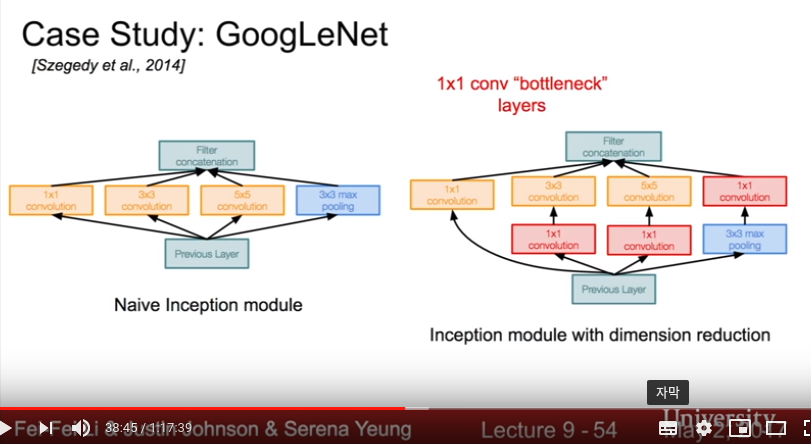 Case Study: GoogLeNet
[Szegedy et al., 2014]
1x1 conv “bottleneck”
layers
Filter
concatenation
1x1
convolution
3x3
convolution
5x5
convolution
3x3 max
pooling
Previous Layer
Naive Inception module
Filter
concatenation
1x1
convolution
3x3
convolution
5x5
convolution
1x1
convolution
1x1
convolution
1x1
convolution
3x3 max
pooling
Previous Layer
Inception module with dimension reduction
자막
University
Fei-Fei Li & Justin Johnson & Serena Yeung
38:45 / 1:17:39
Lecture 9 - 54